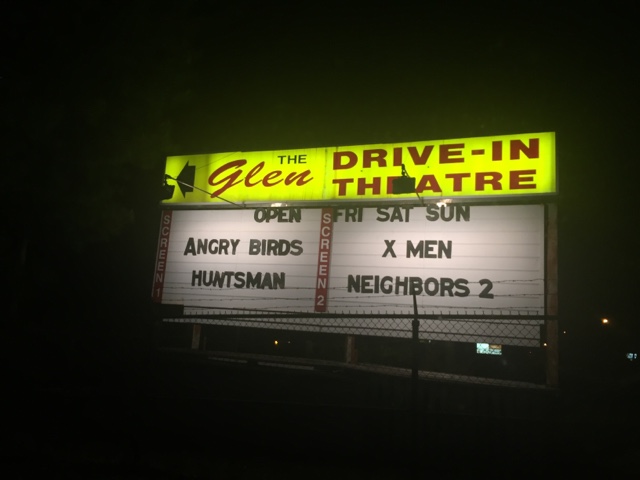 THE Glen DRIVE-IN
THEATRE
OPEN FRI SAT SUN
SCREEN 1
ANGRY BIRDS
HUNTSMAN
SCREEN 2
X MEN
NEIGHBORS 2